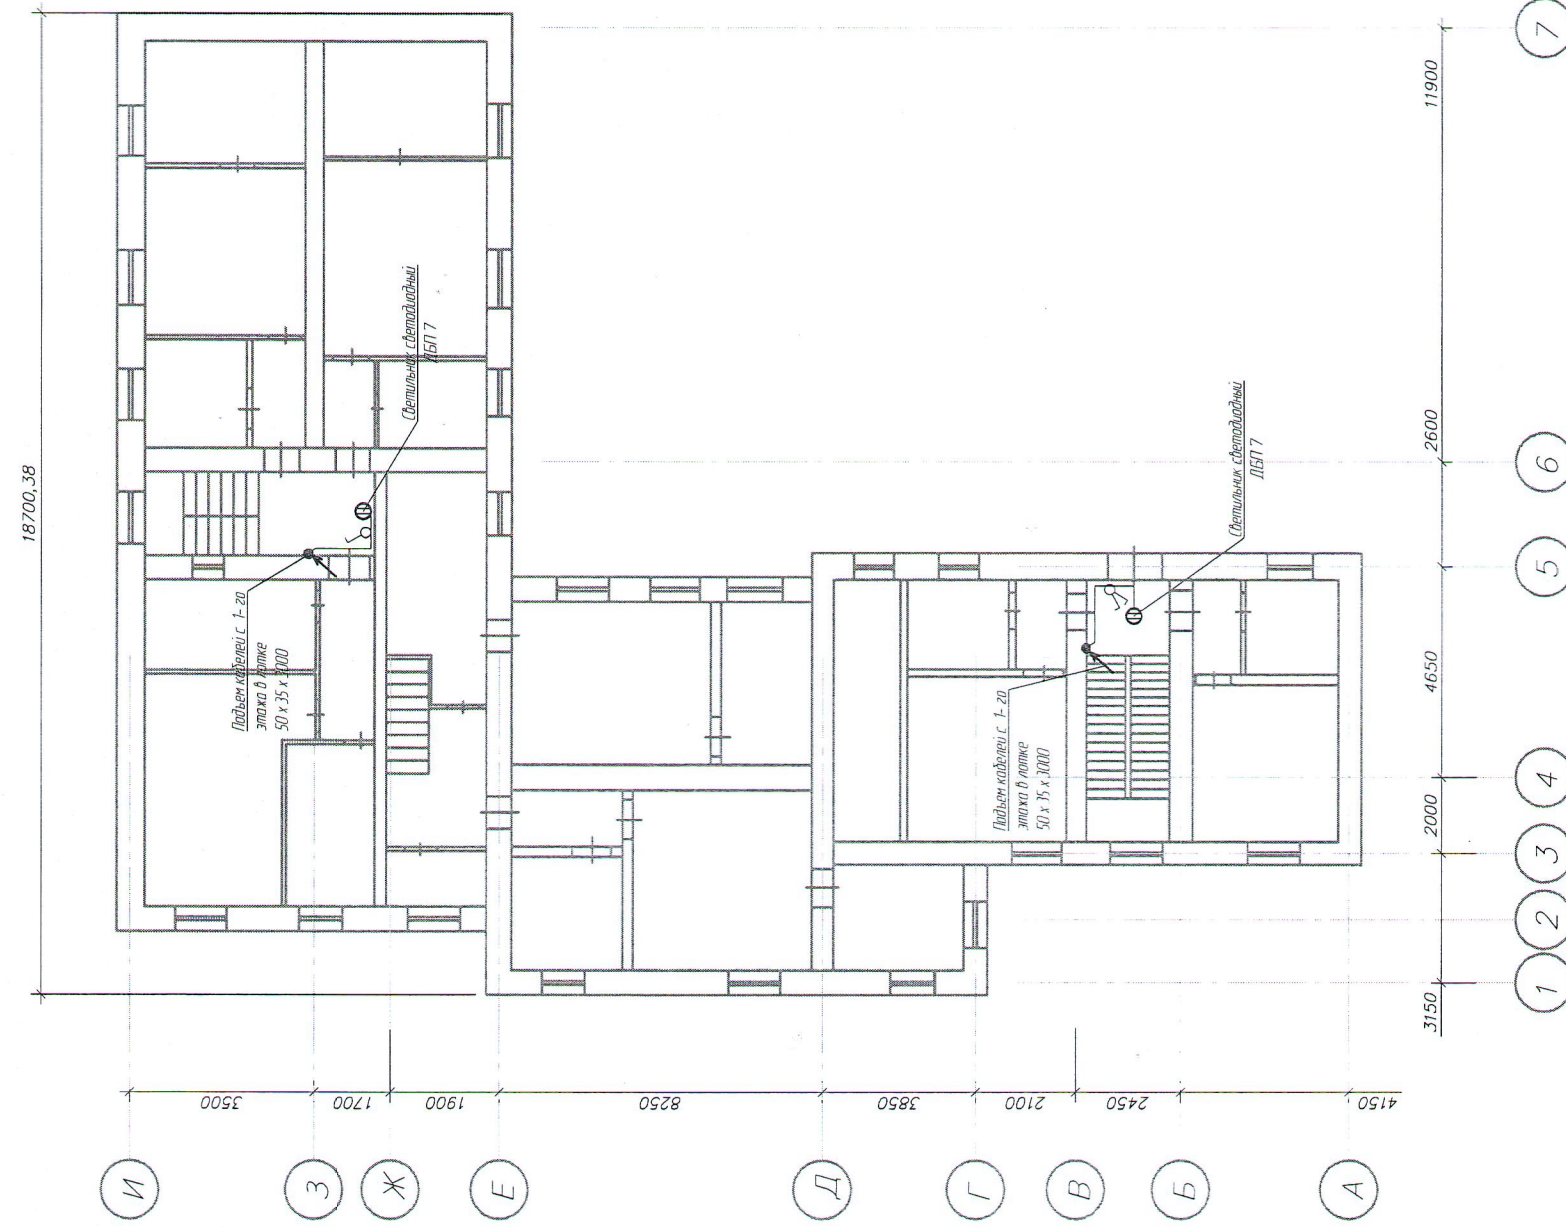 18700,38
Подъем кабелей с 1-го
этажа в лотке
50 x 35 x 3000
Светильник светодиодный
ДБП 7
Подъем кабелей с 1-го
этажа в лотке
50 x 35 x 3000
Светильник светодиодный
ДБП 7
11900
2600
4650
2000
3150
7
6
5
4
3
2
1
3500
1700
1900
8250
3850
2100
2450
4150
И
З
Ж
Е
Д
Г
В
Б
А